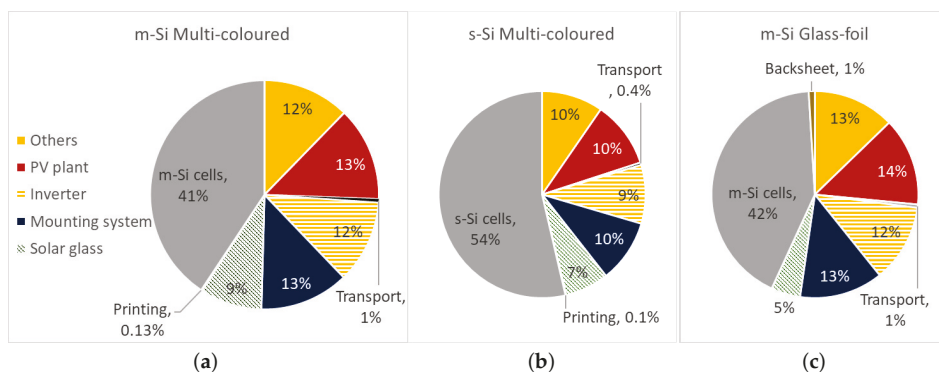 m-Si Multi-coloured
12%
13%
12%
13%
9%
m-Si cells,
41%
Others
PV plant
Inverter
Mounting system
Solar glass
Printing,
0.13%
Transport,
1%
(a)
s-Si Multi-coloured
Transport
, 0.4%
10%
10%
9%
10%
7%
s-Si cells,
54%
Printing, 0.1%
(b)
m-Si Glass-foil
Backsheet, 1%
13%
14%
12%
13%
5%
m-Si cells,
42%
Transport,
1%
(c)